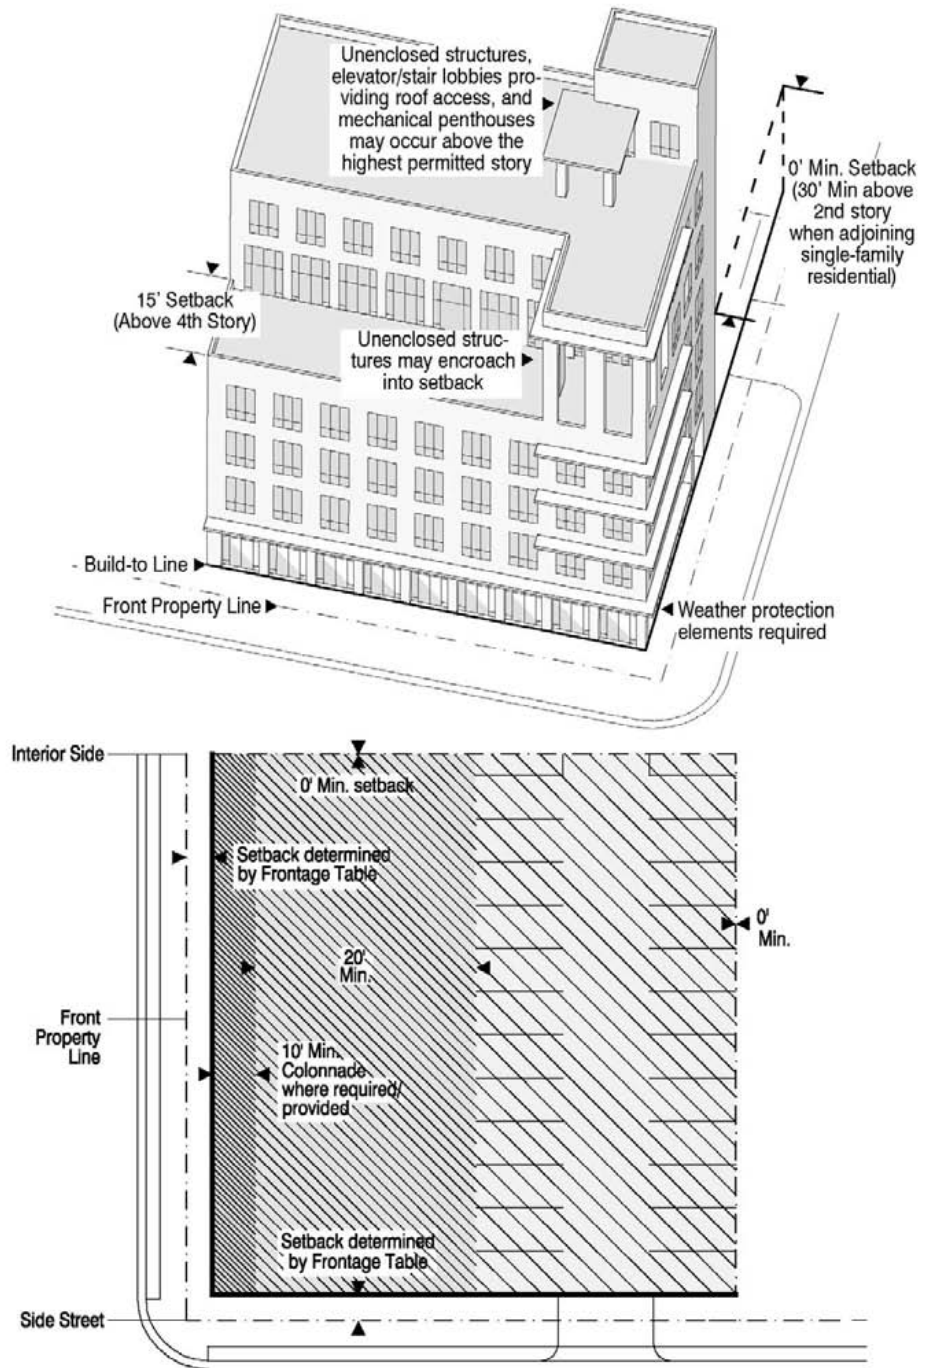 Unenclosed structures,
elevator/stair lobbies pro-
viding roof access, and
mechanical penthouses
may occur above the
highest permitted story
0' Min. Setback
(30' Min above
2nd story
when adjoining
single-family
residential)
15' Setback
(Above 4th Story)
Unenclosed struc-
tures may encroach
into setback
Build-to Line
Front Property Line
Weather protection
elements required
Interior Side
0' Min. setback
Setback determined
by Frontage Table
0'
Min.
20'
Min.
Front
Property
Line
10' Min.
Colonnade
where required/
provided
Setback determined
by Frontage Table
Side Street